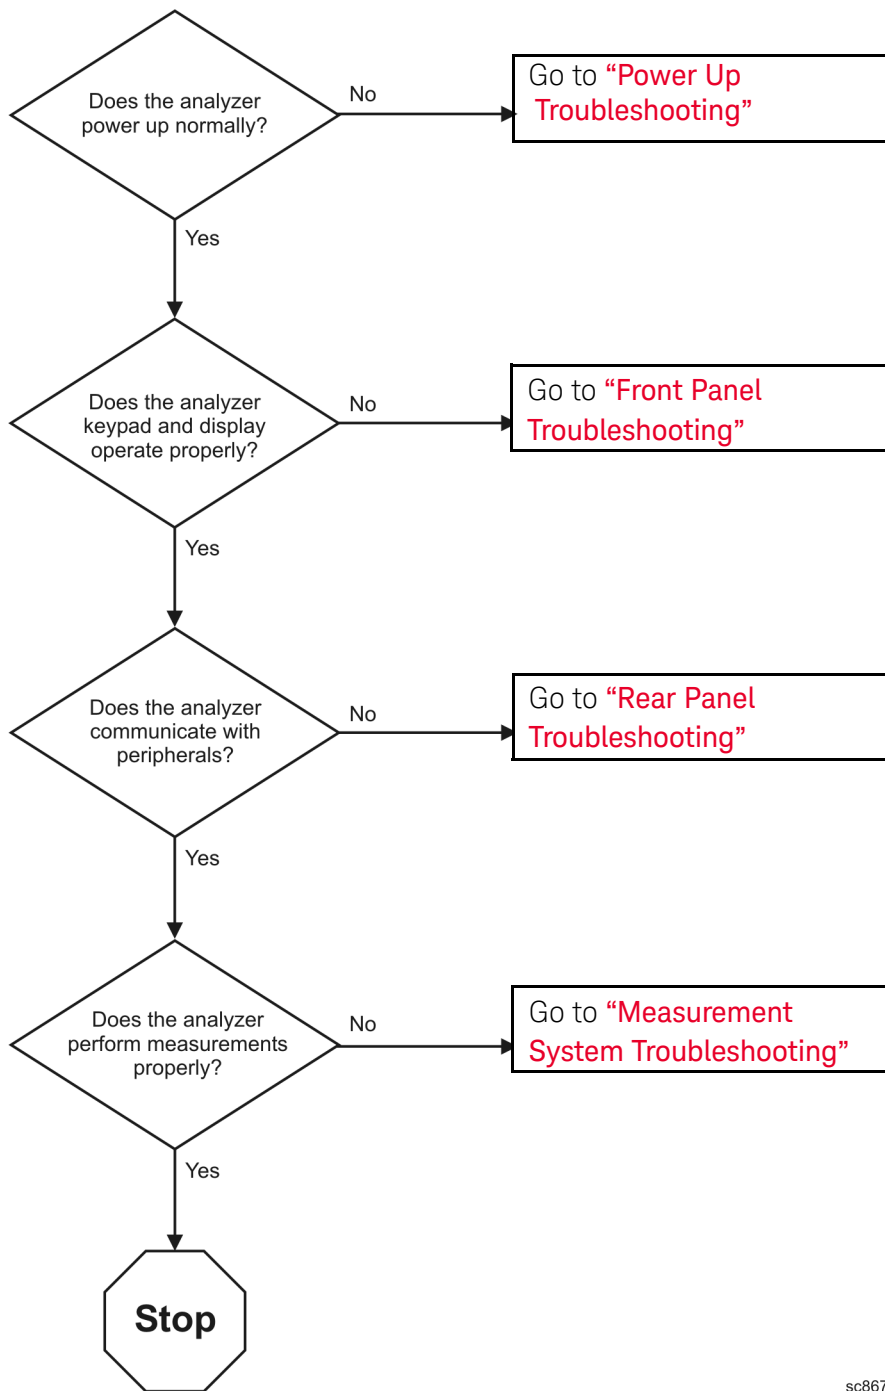 Does the analyzer
power up normally?
No
Go to “Power Up
Troubleshooting”
Yes
Does the analyzer
keypad and display
operate properly?
No
Go to “Front Panel
Troubleshooting”
Yes
Does the analyzer
communicate with
peripherals?
No
Go to “Rear Panel
Troubleshooting”
Yes
Does the analyzer
perform measurements
properly?
No
Go to “Measurement
System Troubleshooting”
Yes
Stop
sc867